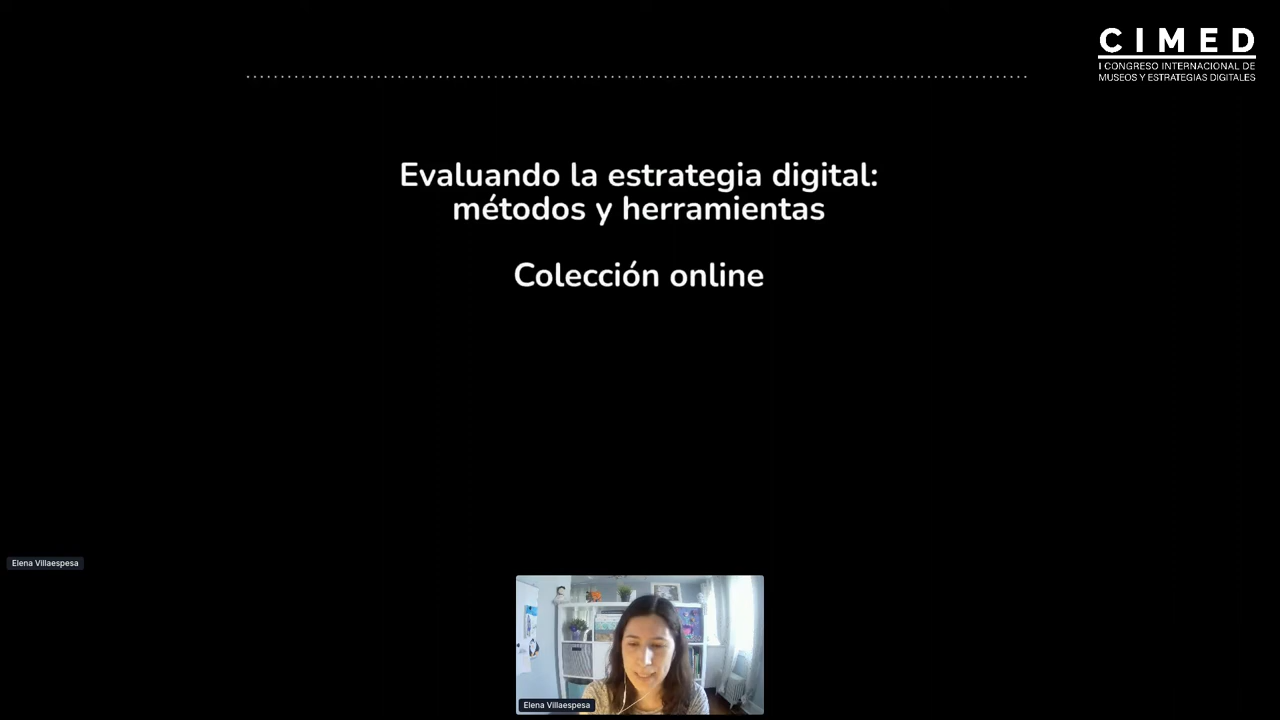 CIMED
I CONGRESO INTERNACIONAL DE
MUSEOS Y ESTRATEGIAS DIGITALES
Evaluando la estrategia digital:
métodos y herramientas
Colección online
Elena Villaespesa
Elena Villaespesa